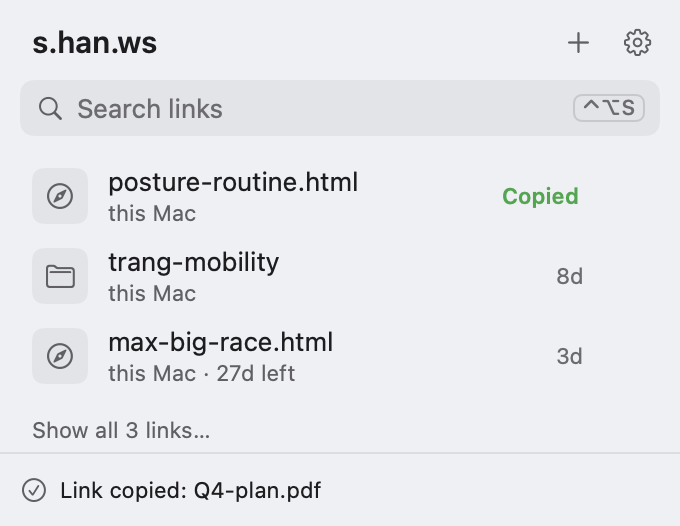 s.han.ws
Search links ⌃⌥S
posture-routine.html
this Mac
Copied
trang-mobility
this Mac
8d
max-big-race.html
this Mac · 27d left
3d
Show all 3 links...
Link copied: Q4-plan.pdf